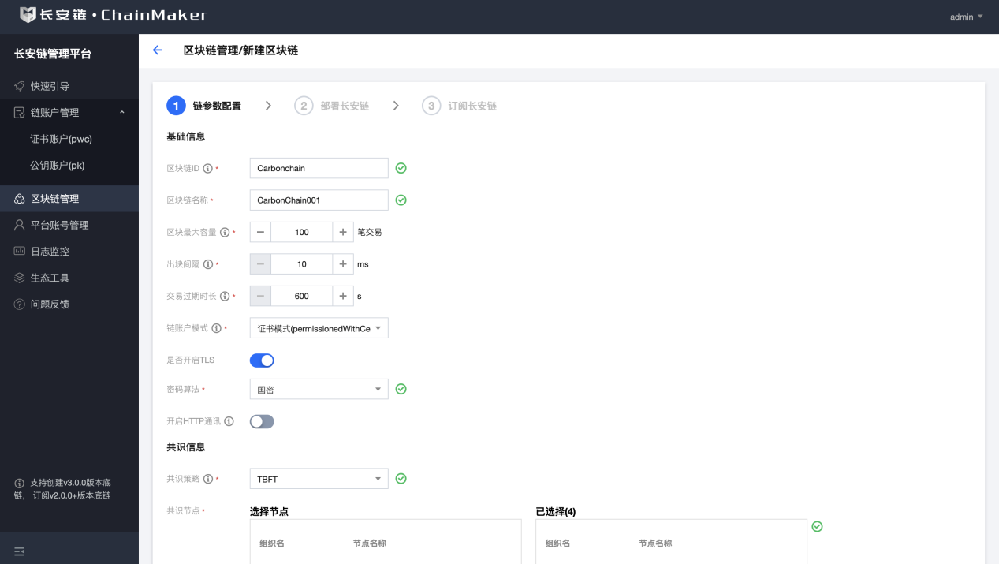 长安链·ChainMaker
admin
长安链管理平台
快速引导
链账户管理
证书账户(pwc)
公钥账户(pk)
区块链管理
平台账号管理
日志监控
生态工具
问题反馈
支持创建v3.0.0版本底
链， 订阅v2.0.0+版本底链
区块链管理/新建区块链
1 链参数配置 2 部署长安链 3 订阅长安链
基础信息
区块链ID * Carbonchain
区块链名称 * CarbonChain001
区块最大容量 * 100 笔交易
出块间隔 * 10 ms
交易过期时长 * 600 s
链账户模式 * 证书模式(permissionedWithCe
是否开启TLS
密码算法 * 国密
开启HTTP通讯
共识信息
共识策略 * TBFT
共识节点 * 选择节点 已选择(4)
组织名 节点名称 组织名 节点名称